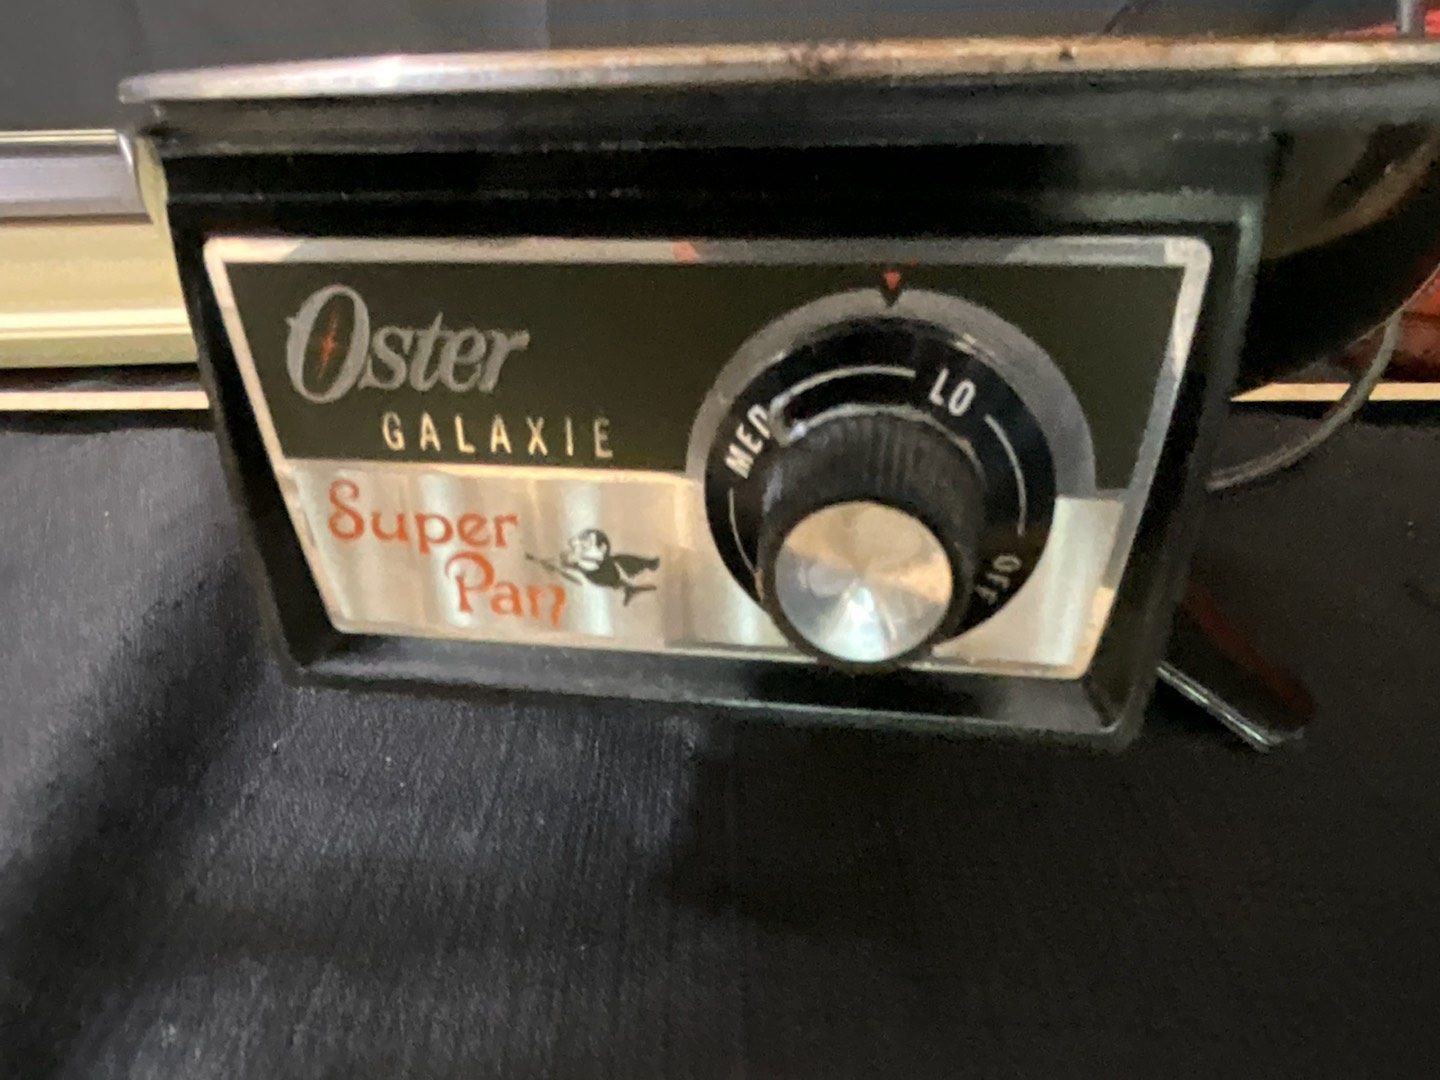 Oster
GALAXIE
Super
Pan
MED
LO
OFF